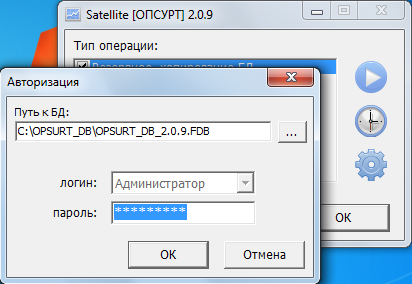 Satellite [ОПСУРТ] 2.0.9
Тип операции:
Авторизация
Путь к БД:
C:\OPSURT_DB\OPSURT_DB_2.0.9.FDB
...
логин:
Администратор
пароль:
*********
OK
Отмена
OK